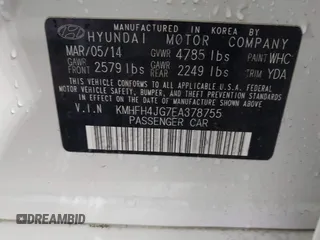 MANUFACTURED IN KOREA BY
HYUNDAI MOTOR COMPANY
MAR/05/14 GVWR 4785 lbs PAINT WHC
GAWR FRONT 2579 lbs GAWR REAR 2249 lbs TRIM YDA
THIS VEHICLE CONFORMS TO ALL APPLICABLE U.S.A. FEDERAL MOTOR
VEHICLE SAFETY, BUMPER, AND THEFT PREVENTION STANDARDS
IN EFFECT ON THE DATE OF MANUFACTURE SHOWN ABOVE.
V.I.N KMHFH4JG7EA378755
PASSENGER CAR
DREAMBID